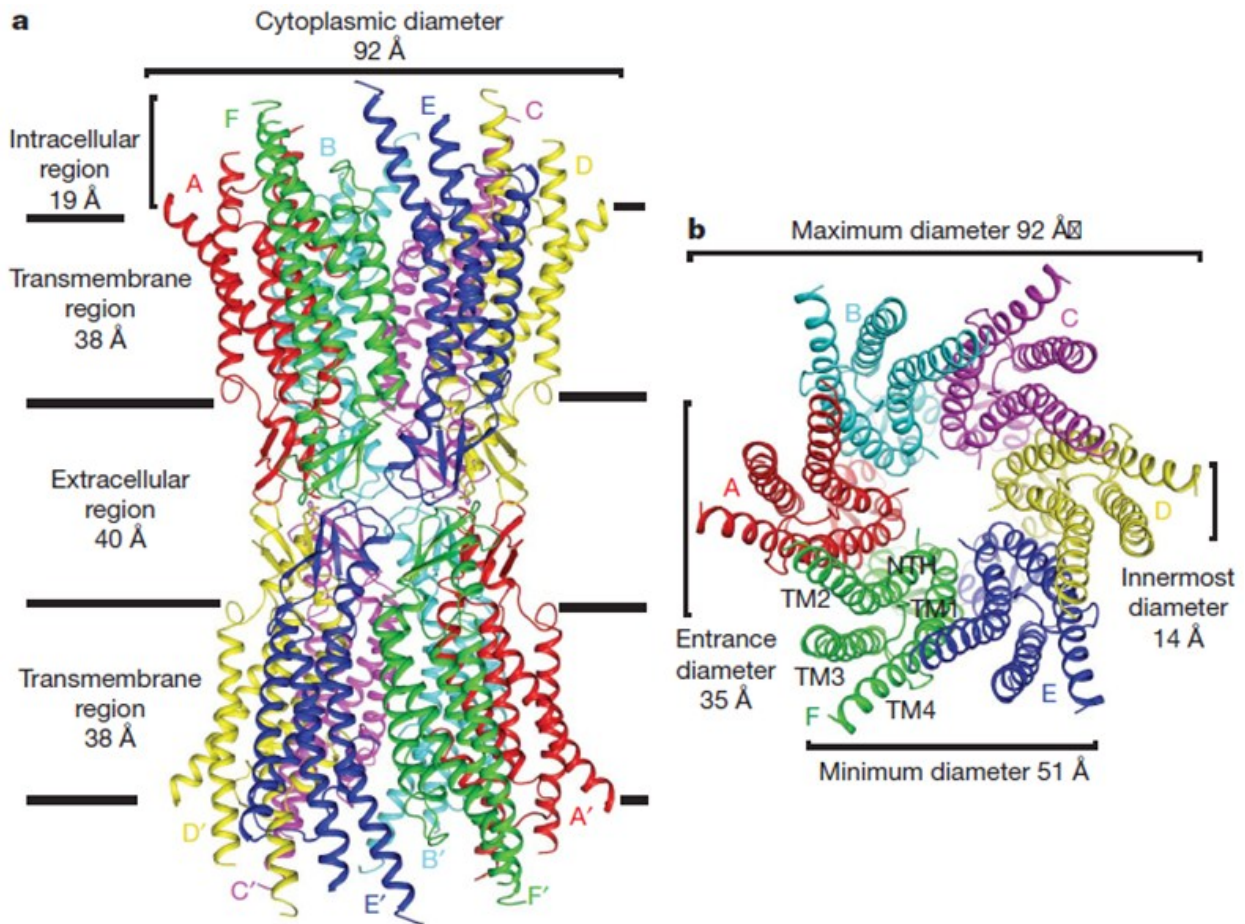 a
Cytoplasmic diameter
92 Å
Intracellular
region
19 Å
F
B
E
C
D
A
Transmembrane
region
38 Å
Extracellular
region
40 Å
Transmembrane
region
38 Å
D′
C′
E′
B′
F′
A′
b
Maximum diameter 92 Å☒
B
C
A
D
NTH
TM1
TM2
TM3
TM4
F
E
Entrance
diameter
35 Å
Innermost
diameter
14 Å
Minimum diameter 51 Å